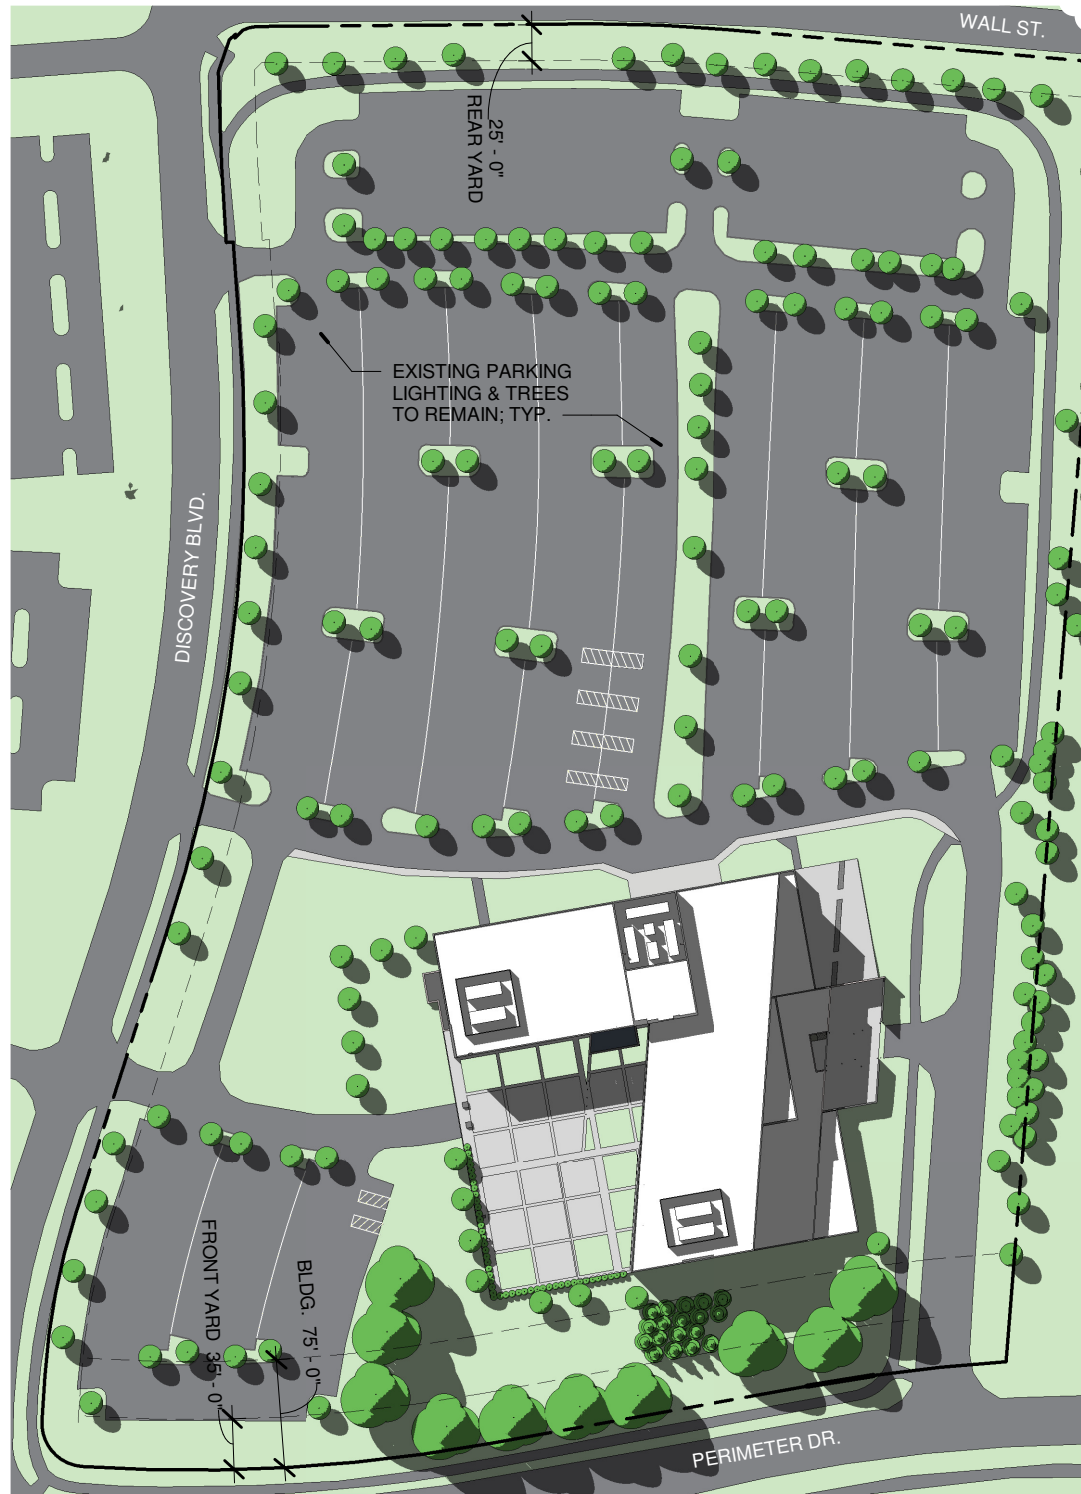 WALL ST.
25' - 0"
REAR YARD
EXISTING PARKING
LIGHTING & TREES
TO REMAIN; TYP.
DISCOVERY BLVD.
FRONT YARD 35' - 0"
BLDG. 75' - 0"
PERIMETER DR.